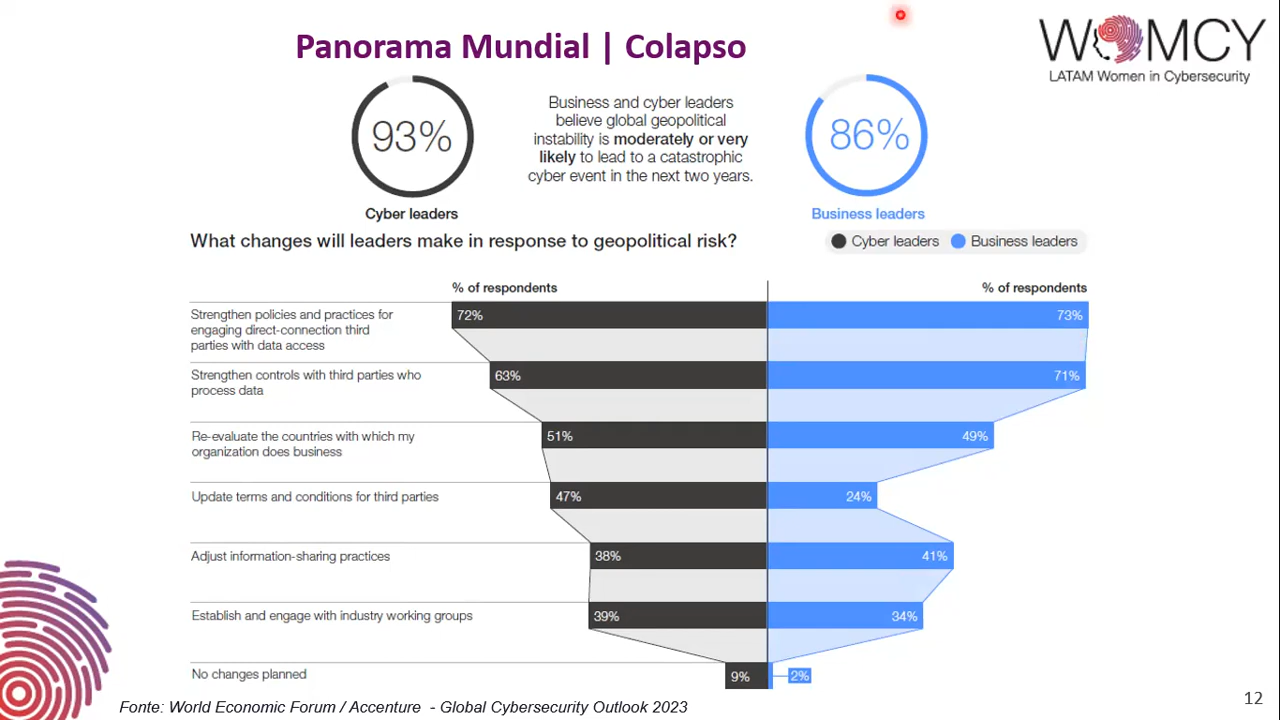 Panorama Mundial | Colapso
WOMCY
LATAM Women in Cybersecurity
93%
Cyber leaders
Business and cyber leaders
believe global geopolitical
instability is moderately or very
likely to lead to a catastrophic
cyber event in the next two years.
86%
Business leaders
What changes will leaders make in response to geopolitical risk?
Cyber leaders Business leaders
% of respondents % of respondents
Strengthen policies and practices for
engaging direct-connection third
parties with data access
72% 73%
Strengthen controls with third parties who
process data
63% 71%
Re-evaluate the countries with which my
organization does business
51% 49%
Update terms and conditions for third parties
47% 24%
Adjust information-sharing practices
38% 41%
Establish and engage with industry working groups
39% 34%
No changes planned
9% 2%
Fonte: World Economic Forum / Accenture - Global Cybersecurity Outlook 2023
12